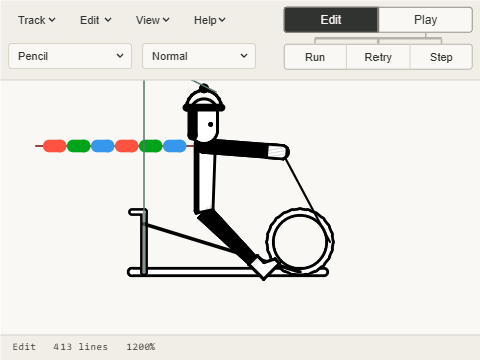 Track Edit View Help Edit Play
Pencil Normal Run Retry Step
Edit 413 lines 1200%